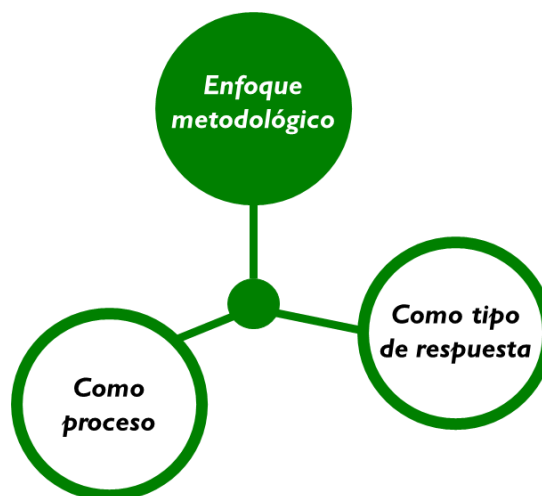 Enfoque
metodológico
Como tipo
de respuesta
Como
proceso